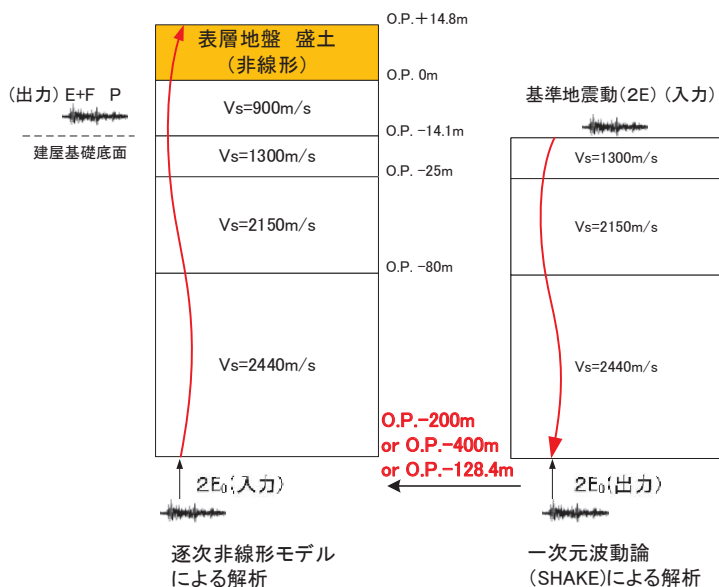 O.P.+14.8m
表層地盤 盛土
(非線形)
O.P. 0m
(出力) E+F P
Vs=900m/s
基準地震動(2E) (入力)
O.P. -14.1m
建屋基礎底面
Vs=1300m/s
Vs=1300m/s
O.P. -25m
Vs=2150m/s
Vs=2150m/s
O.P. -80m
Vs=2440m/s
Vs=2440m/s
O.P.-200m
or O.P.-400m
or O.P.-128.4m
2E₀(入力)
2E₀(出力)
逐次非線形モデル
による解析
一次元波動論
(SHAKE)による解析